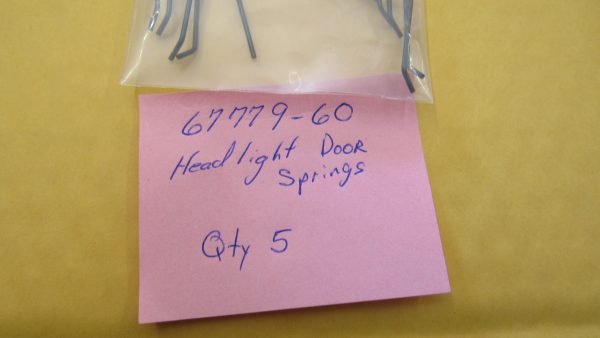 67779-60
Headlight Door
Springs
Qty 5